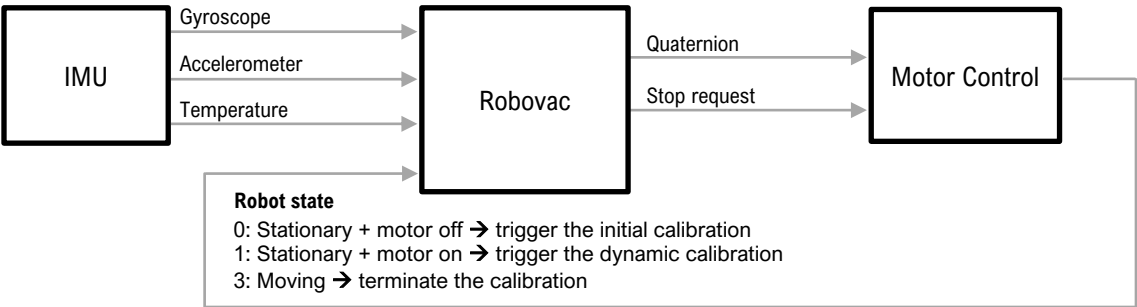 Gyroscope
Accelerometer
Temperature
IMU
Robovac
Quaternion
Stop request
Motor Control
Robot state
0: Stationary + motor off → trigger the initial calibration
1: Stationary + motor on → trigger the dynamic calibration
3: Moving → terminate the calibration